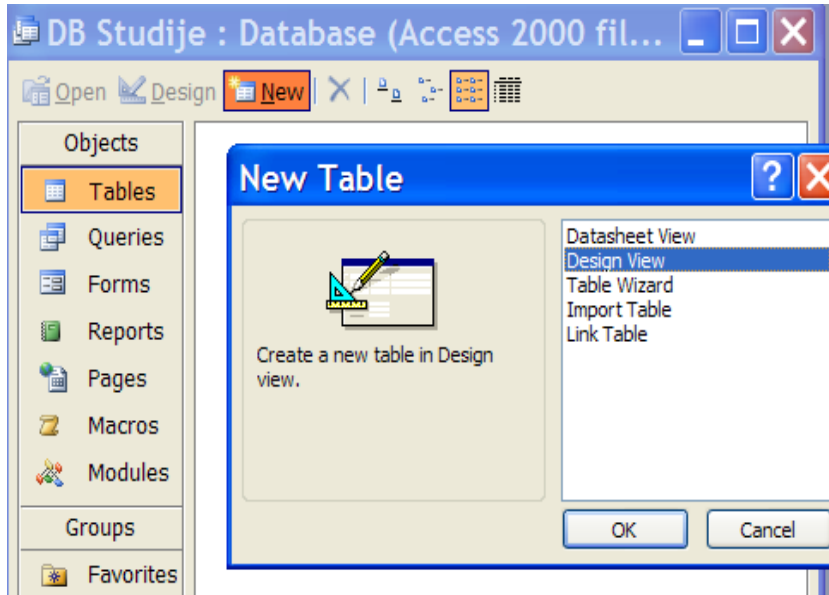 DB Studije : Database (Access 2000 fil...
Open Design New
Objects
Tables
Queries
Forms
Reports
Pages
Macros
Modules
Groups
Favorites
New Table
Create a new table in Design
view.
Datasheet View
Design View
Table Wizard
Import Table
Link Table
OK Cancel